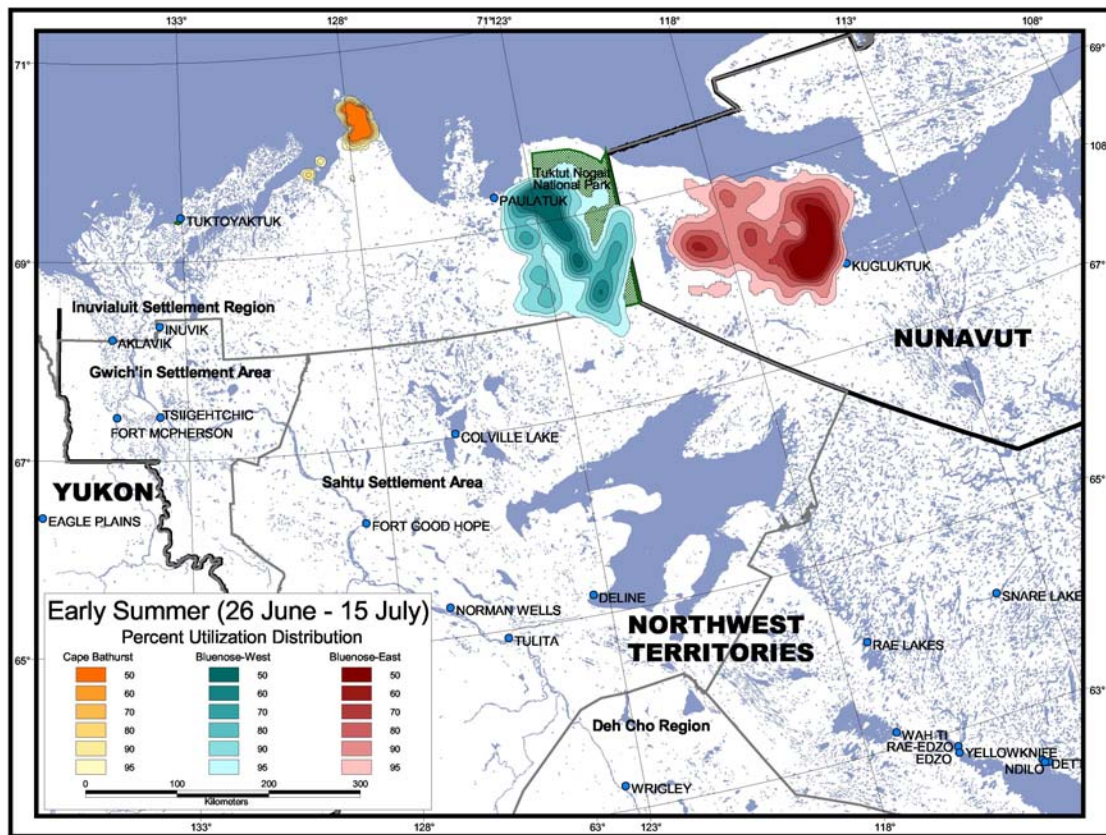 133°
128°
71°123
118°
113°
108°
71°
69°
Tuktut Nogait
National Park
108°
PAULATUK
TUKTOYAKTUK
69°
67°
KUGLUKTUK
Inuvialuit Settlement Region
INUVIK
AKLAVIK
NUNAVUT
Gwich'in Settlement Area
TSIIGEHTCHIC
FORT MCPHERSON
COLVILLE LAKE
67°
65°
Sahtu Settlement Area
YUKON
EAGLE PLAINS
FORT GOOD HOPE
DELINE
SNARE LAKE
NORMAN WELLS
NORTHWEST
TERRITORIES
TULITA
RAE LAKES
65°
63°
Deh Cho Region
WAH TI
RAE-EDZO
EDZO
YELLOWKNIFE
NDILO
DETT
WRIGLEY
Early Summer (26 June - 15 July)
Percent Utilization Distribution
Cape Bathurst
Bluenose-West
Bluenose-East
50 50 50
60 60 60
70 70 70
80 80 80
90 90 90
95 95 95
0 100 200 300
Kilometers
133°
128°
63°
123°
118°